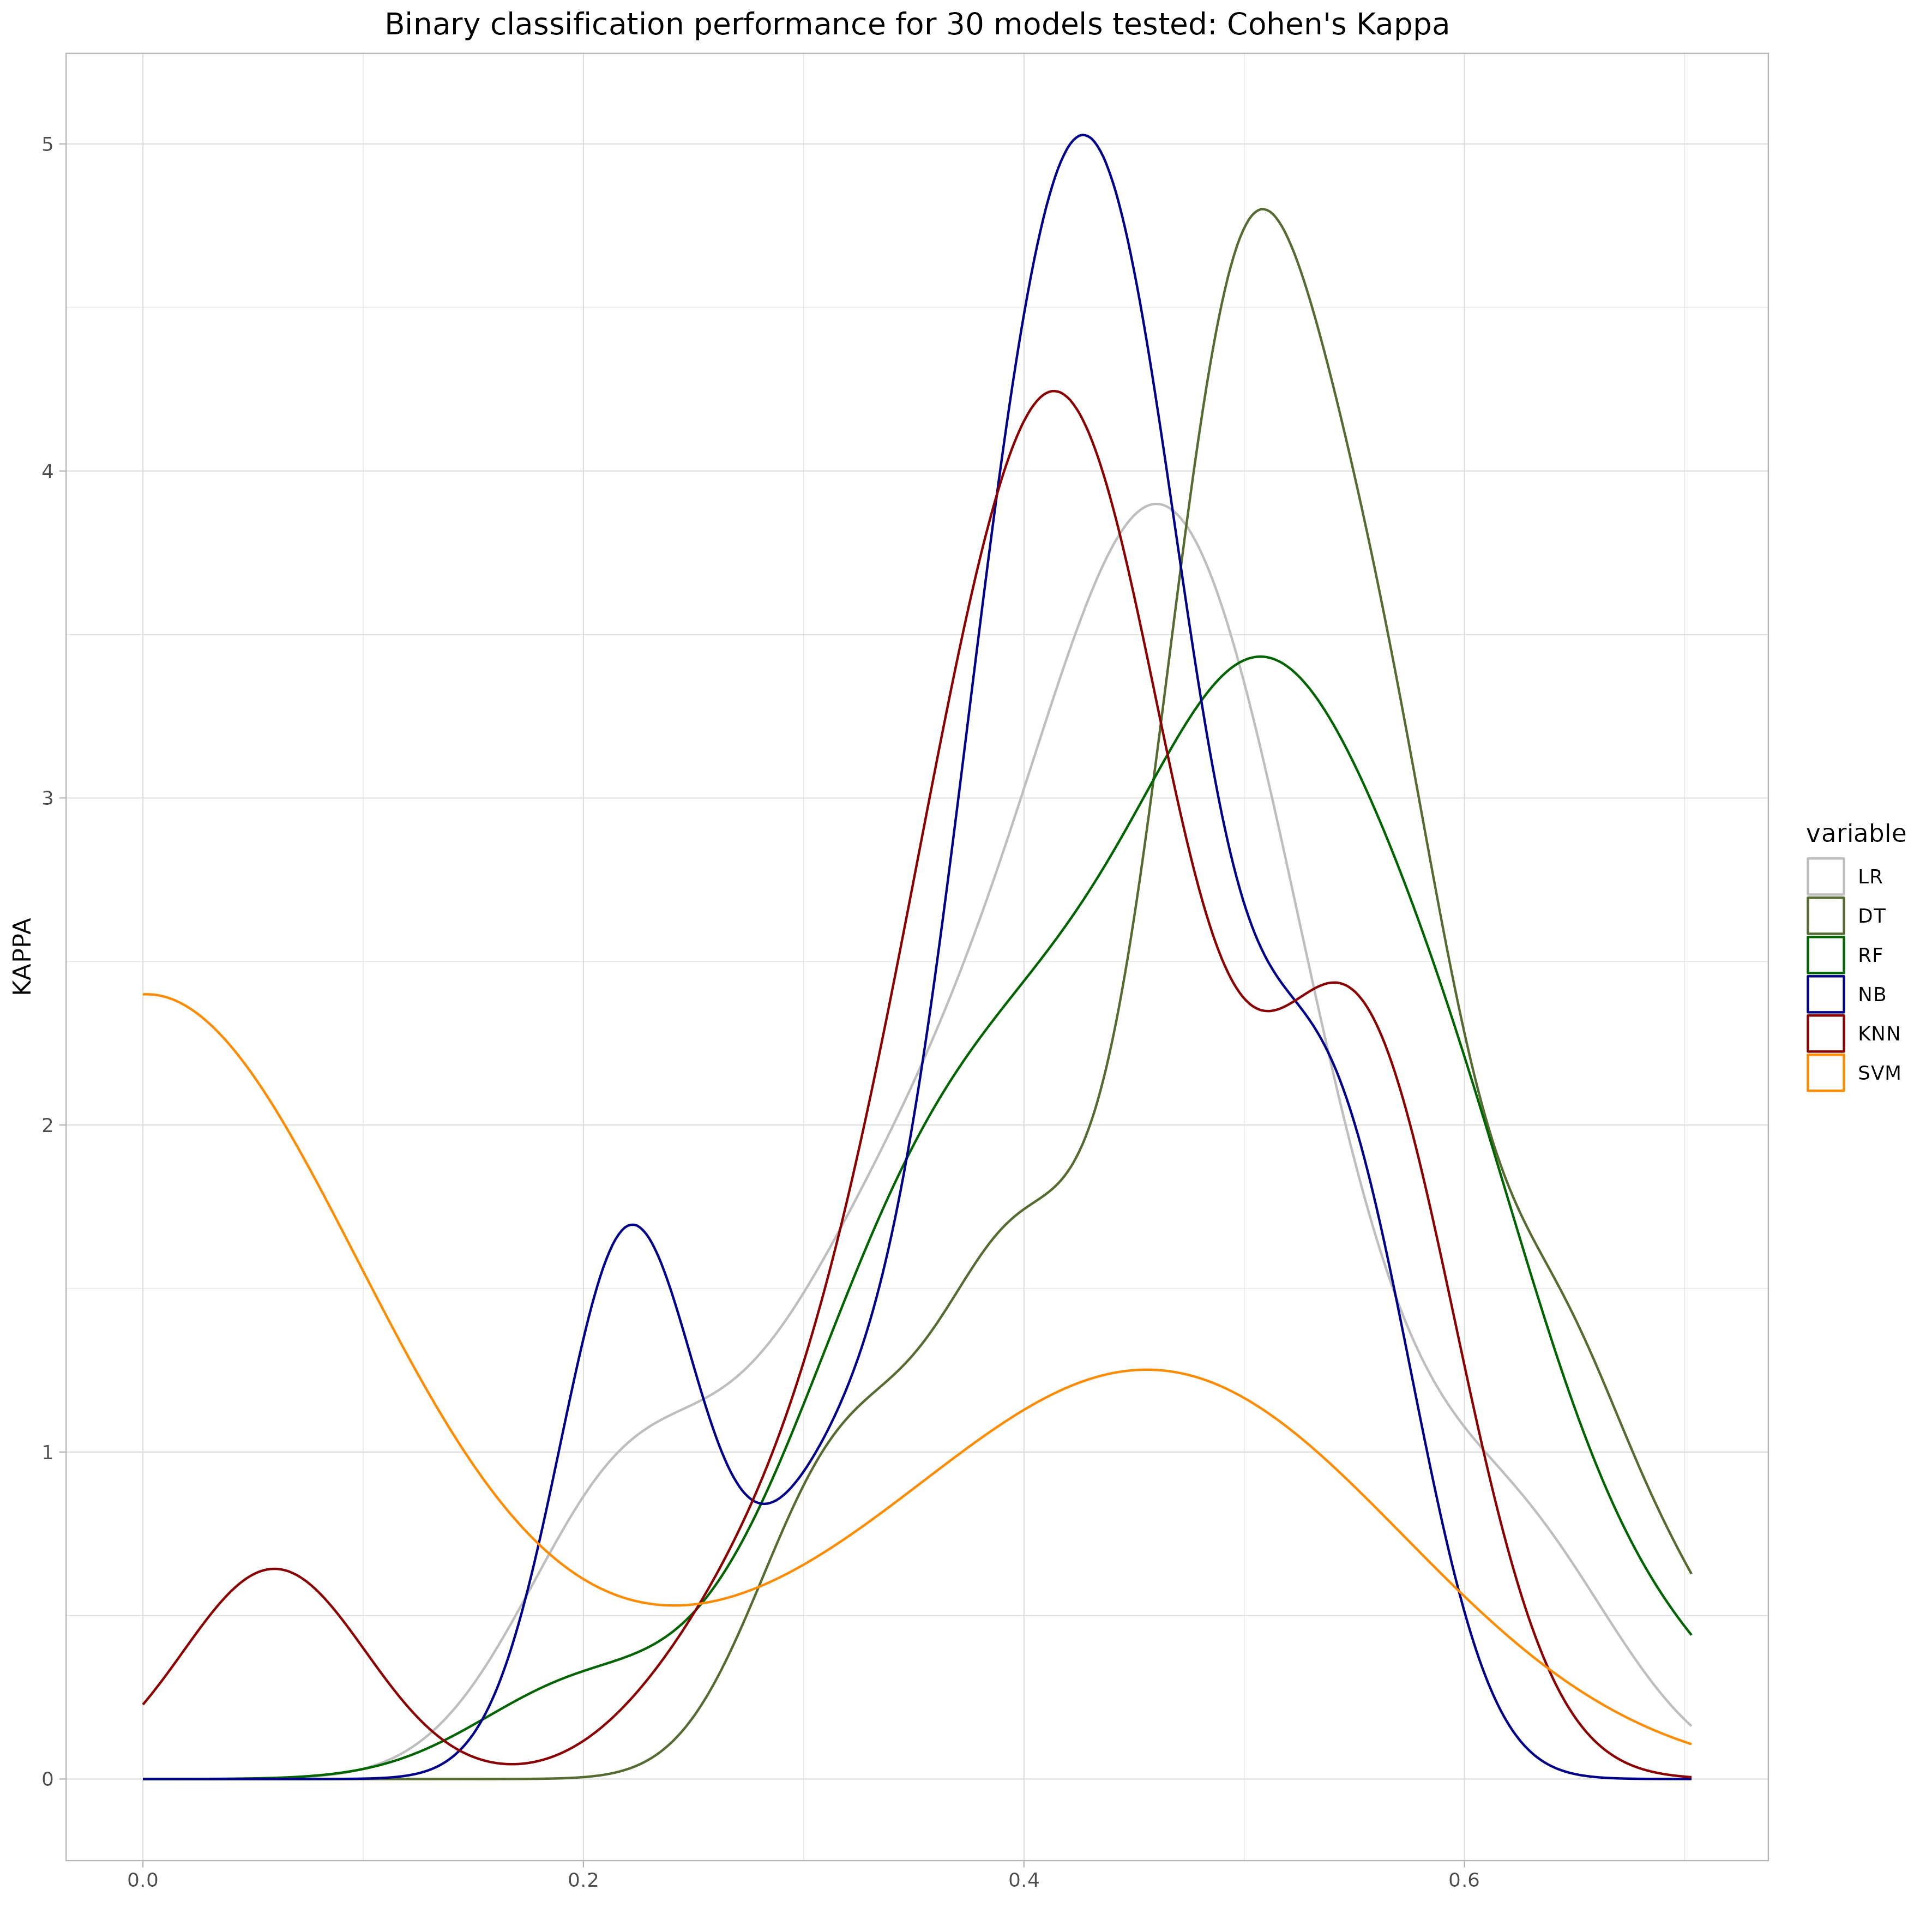 Binary classification performance for 30 models tested: Cohen's Kappa
5
4
3
2
1
0
KAPPA
0.0 0.2 0.4 0.6
variable
LR
DT
RF
NB
KNN
SVM